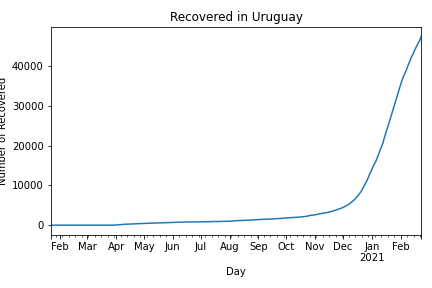 Recovered in Uruguay
Number of Recovered
40000
30000
20000
10000
0
Feb Mar Apr May Jun Jul Aug Sep Oct Nov Dec Jan Feb
2021
Day